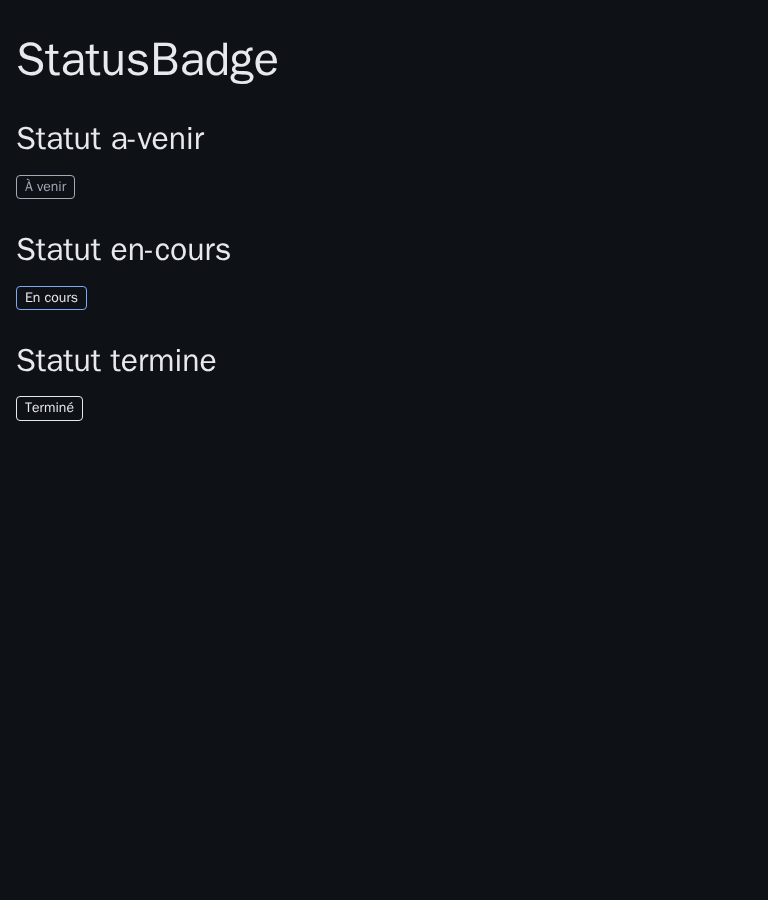 StatusBadge
Statut a-venir
À venir
Statut en-cours
En cours
Statut termine
Terminé